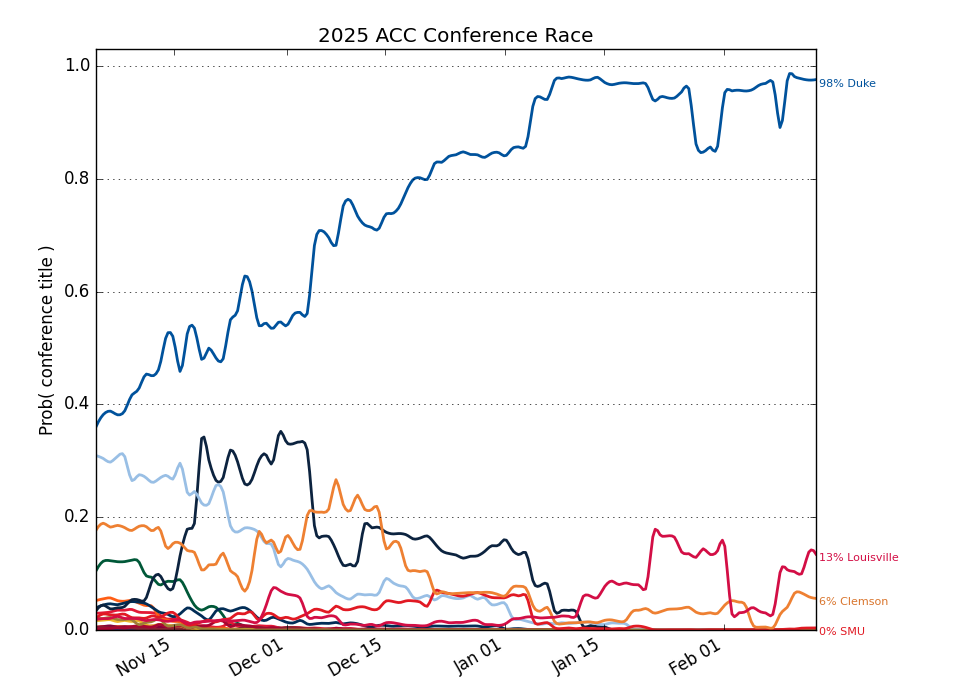 2025 ACC Conference Race
Prob( conference title )
1.0
0.8
0.6
0.4
0.2
0.0
Nov 15
Dec 01
Dec 15
Jan 01
Jan 15
Feb 01
98% Duke
13% Louisville
6% Clemson
0% SMU